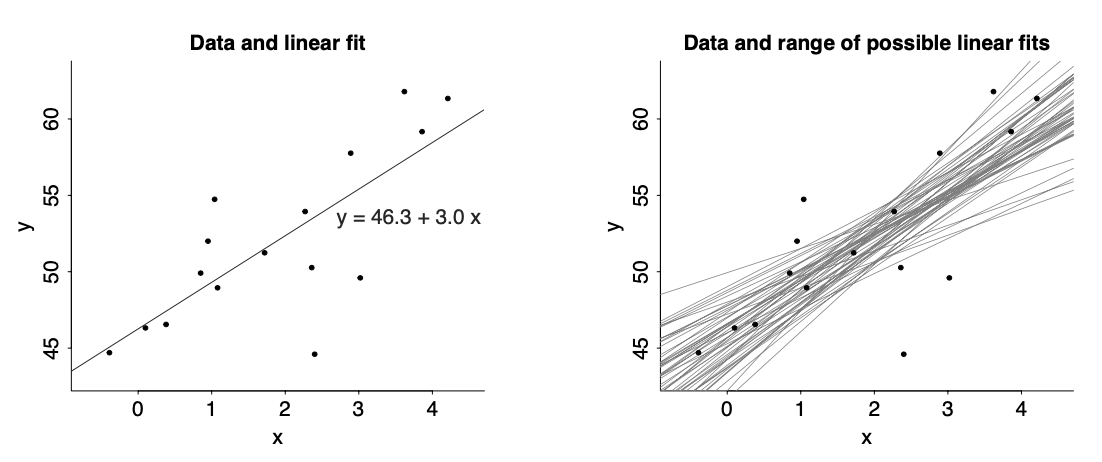 Data and linear fit
60
55
50
45
y
y = 46.3 + 3.0 x
0 1 2 3 4
x
Data and range of possible linear fits
60
55
50
45
y
0 1 2 3 4
x